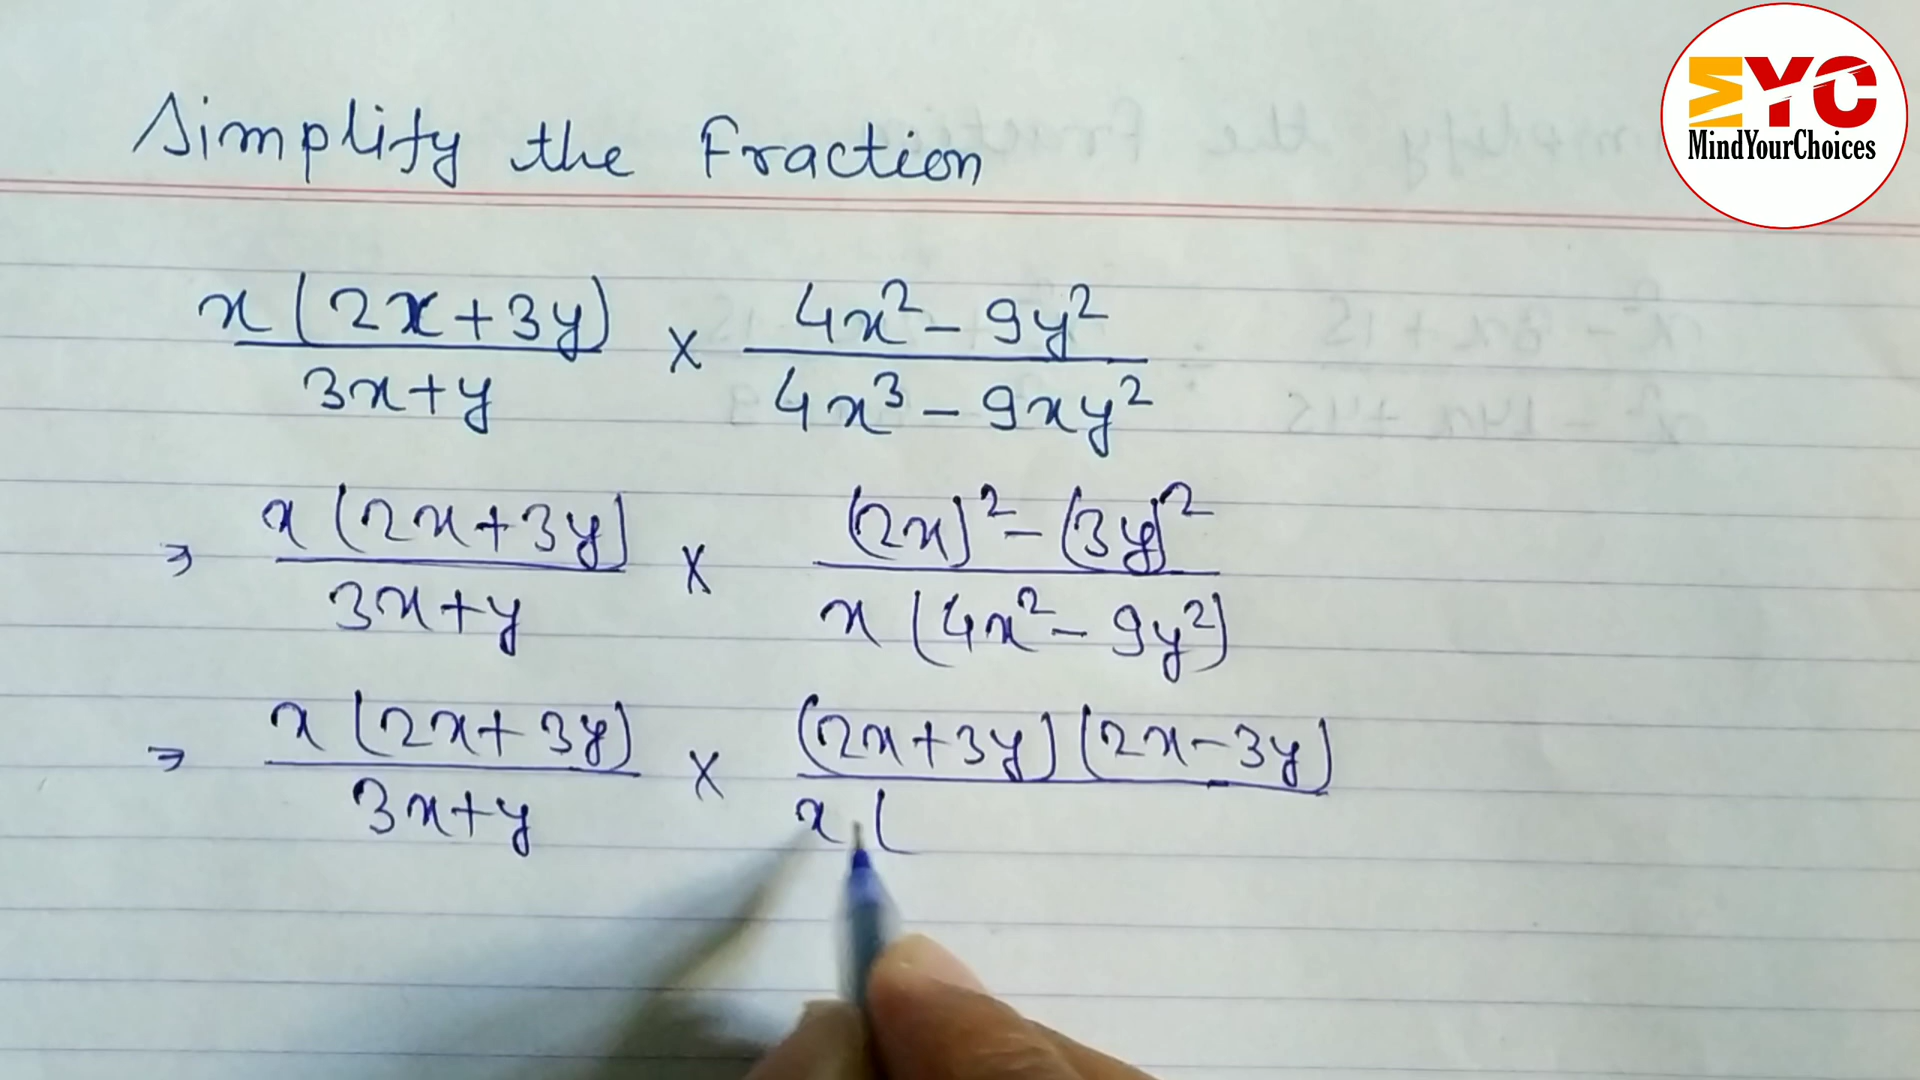 MYC
MindYourChoices
Simplify the Fraction
x(2x+3y)/3x+y × 4x²-9y²/4x³-9xy²
⇒ x(2x+3y)/3x+y × (2x)²-(3y)²/x(4x²-9y²)
⇒ x(2x+3y)/3x+y × (2x+3y)(2x-3y)/x(